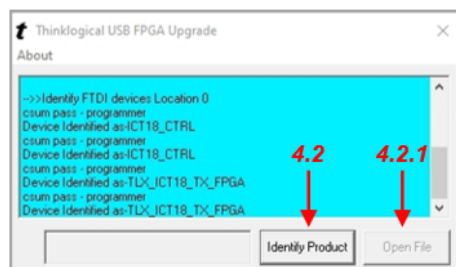 Thinklogical USB FPGA Upgrade
About
-->>Identify FTDI devices Location 0
csum pass - programmer
Device Identified as-ICT18_CTRL
csum pass - programmer
Device Identified as-ICT18_CTRL
csum pass - programmer
Device Identified as-TLX_ICT18_TX_FPGA
csum pass - programmer
Device Identified as-TLX_ICT18_TX_FPGA
4.2
4.2.1
Identify Product
Open File